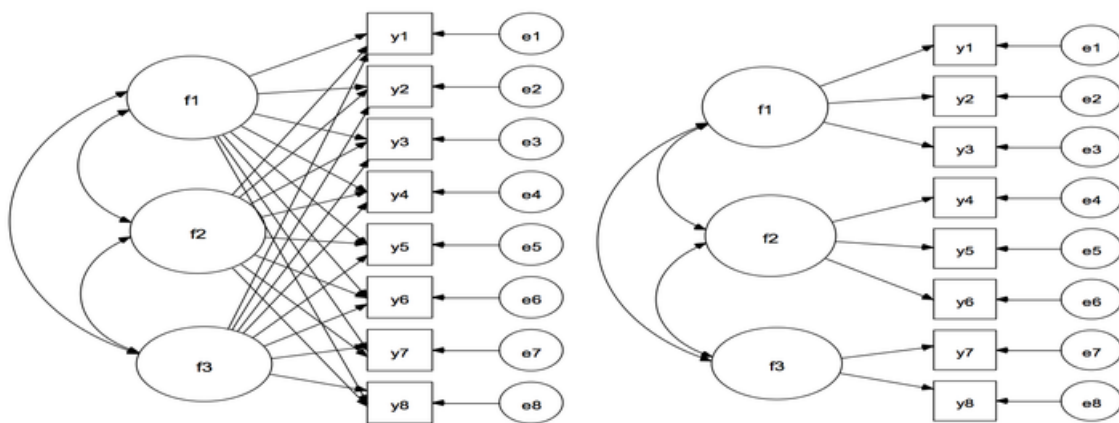 y1 e1
y2 e2
f1
y3 e3
y4 e4
f2
y5 e5
y6 e6
y7 e7
f3
y8 e8
y1 e1
y2 e2
f1
y3 e3
y4 e4
f2
y5 e5
y6 e6
y7 e7
f3
y8 e8